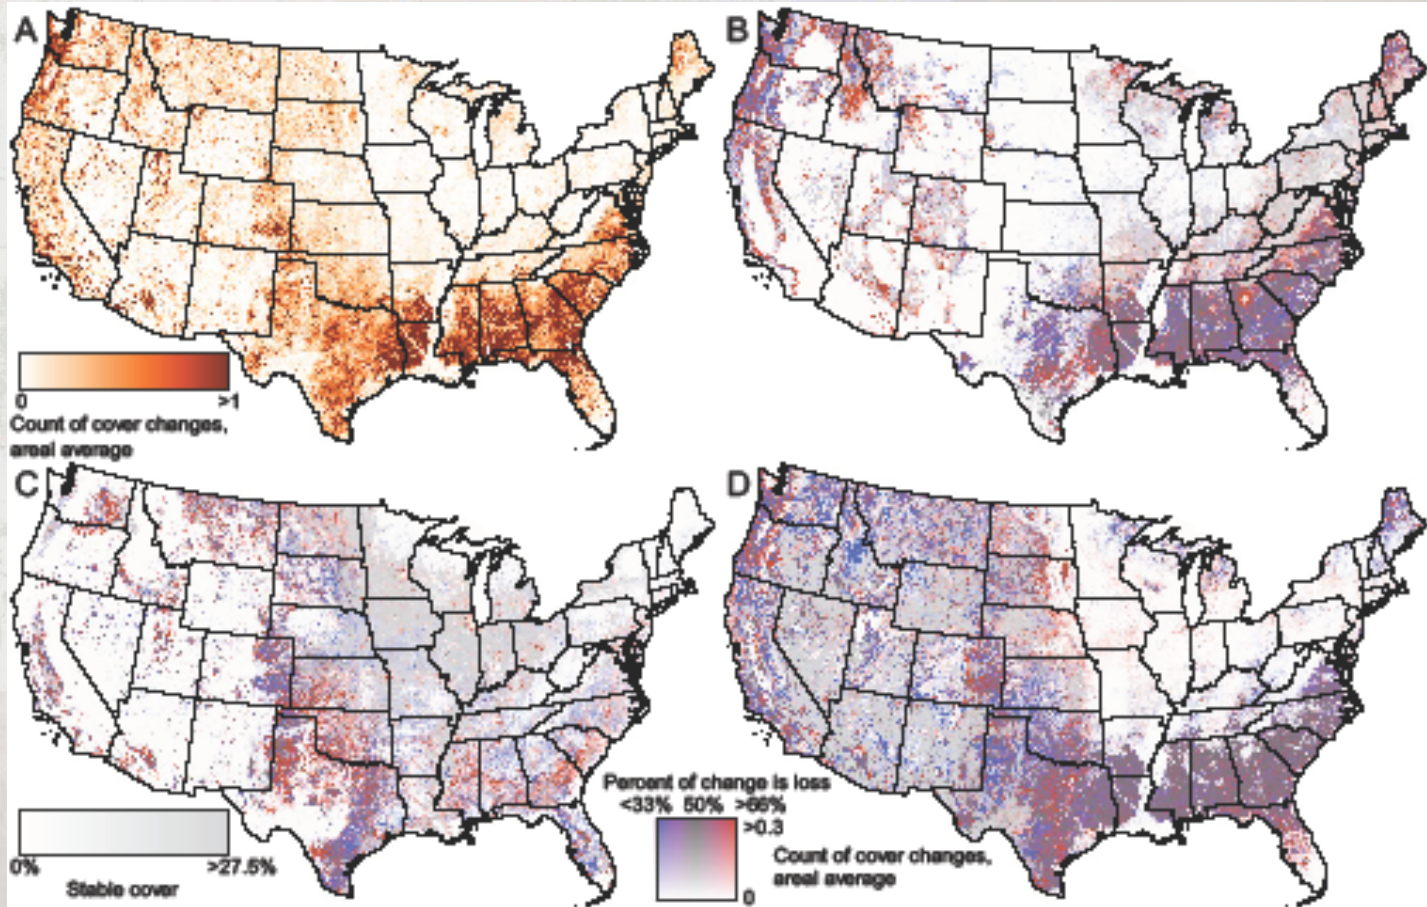 A
B
0 >1
Count of cover changes,
areal average
C
D
Percent of change is loss
<33% 50% >66%
>0.3
Count of cover changes,
areal average
0
0% >27.5%
Stable cover